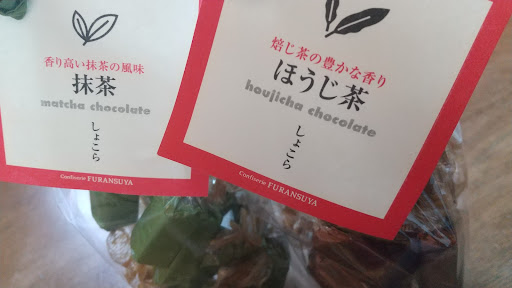 香り高い抹茶の風味
抹茶
matcha chocolate
しょこら
Confiserie FURANSUYA
焙じ茶の豊かな香り
ほうじ茶
houjicha chocolate
しょこら
Confiserie FURANSUYA